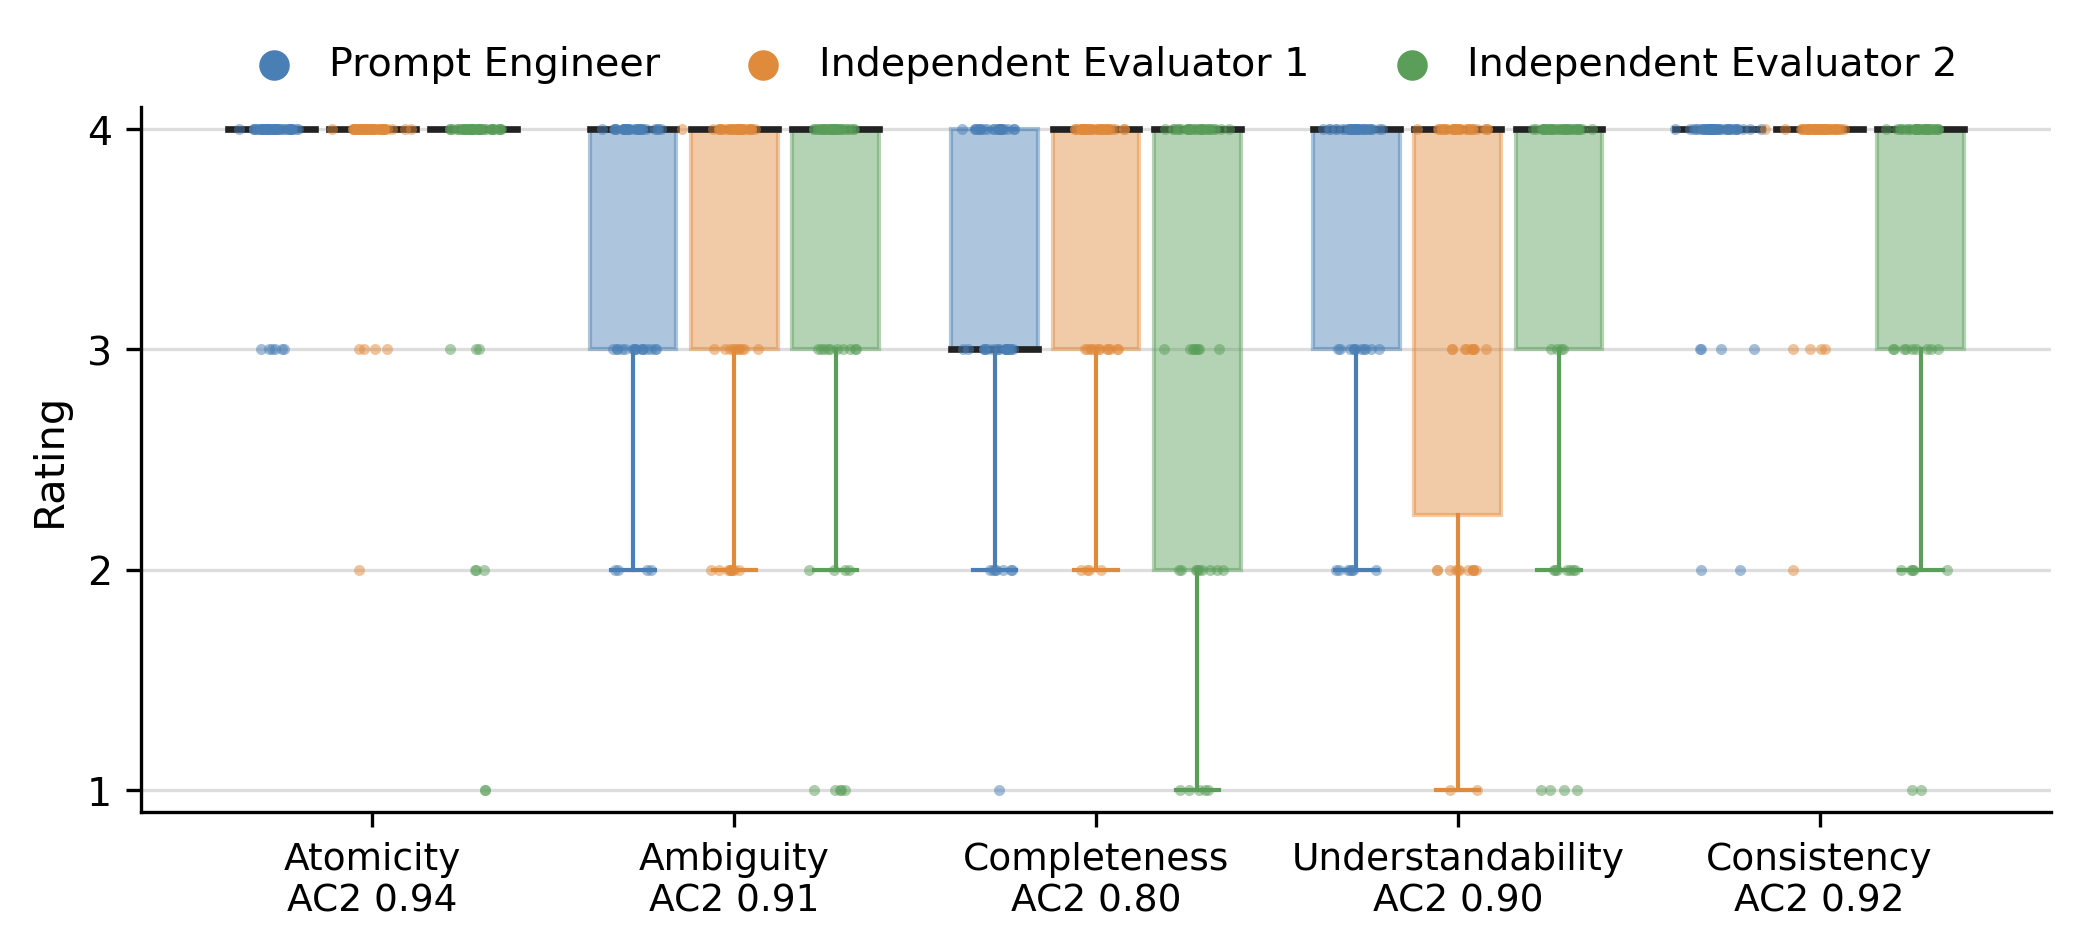 Prompt Engineer Independent Evaluator 1 Independent Evaluator 2
4
3
2
1
Rating
Atomicity Ambiguity Completeness Understandability Consistency
AC2 0.94 AC2 0.91 AC2 0.80 AC2 0.90 AC2 0.92